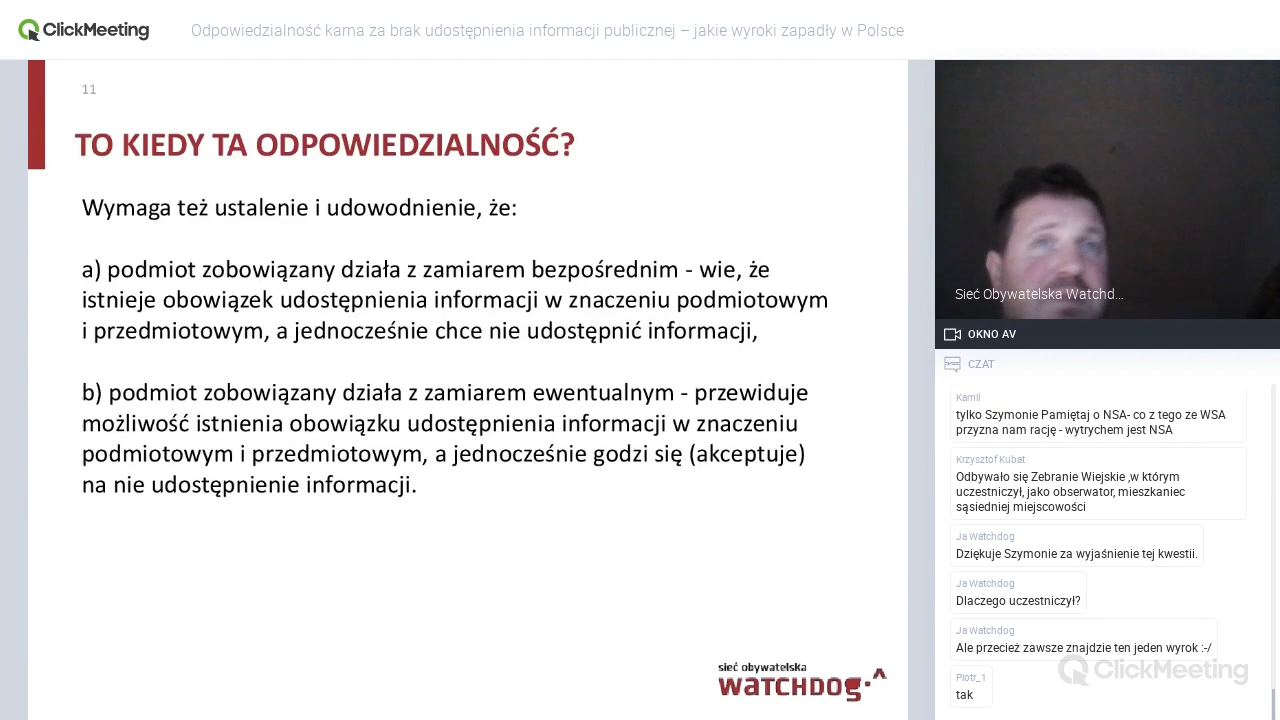 ClickMeeting
Odpowiedzialność karna za brak udostępnienia informacji publicznej – jakie wyroki zapadły w Polsce
11
TO KIEDY TA ODPOWIEDZIALNOŚĆ?
Wymaga też ustalenie i udowodnienie, że:
a) podmiot zobowiązany działa z zamiarem bezpośrednim - wie, że
istnieje obowiązek udostępnienia informacji w znaczeniu podmiotowym
i przedmiotowym, a jednocześnie chce nie udostępnić informacji,
b) podmiot zobowiązany działa z zamiarem ewentualnym - przewiduje
możliwość istnienia obowiązku udostępnienia informacji w znaczeniu
podmiotowym i przedmiotowym, a jednocześnie godzi się (akceptuje)
na nie udostępnienie informacji.
sieć obywatelska
WATCHDOG
Sieć Obywatelska Watchd...
OKNO AV
CZAT
Kamil
tylko Szymonie Pamiętaj o NSA- co z tego ze WSA
przyzna nam rację - wytrychem jest NSA
Krzysztof Kubat
Odbywało się Zebranie Wiejskie ,w którym
uczestniczył, jako obserwator, mieszkaniec
sąsiedniej miejscowości
Ja Watchdog
Dziękuje Szymonie za wyjaśnienie tej kwestii.
Ja Watchdog
Dlaczego uczestniczył?
Ja Watchdog
Ale przecież zawsze znajdzie ten jeden wyrok :-/
Piotr_1
tak
ClickMeeting